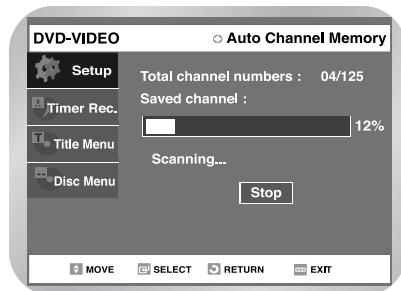 DVD-VIDEO ○ Auto Channel Memory
Setup
Total channel numbers : 04/125
Timer Rec.
Saved channel :
12%
Title Menu
Scanning...
Disc Menu
Stop
MOVE SELECT RETURN EXIT